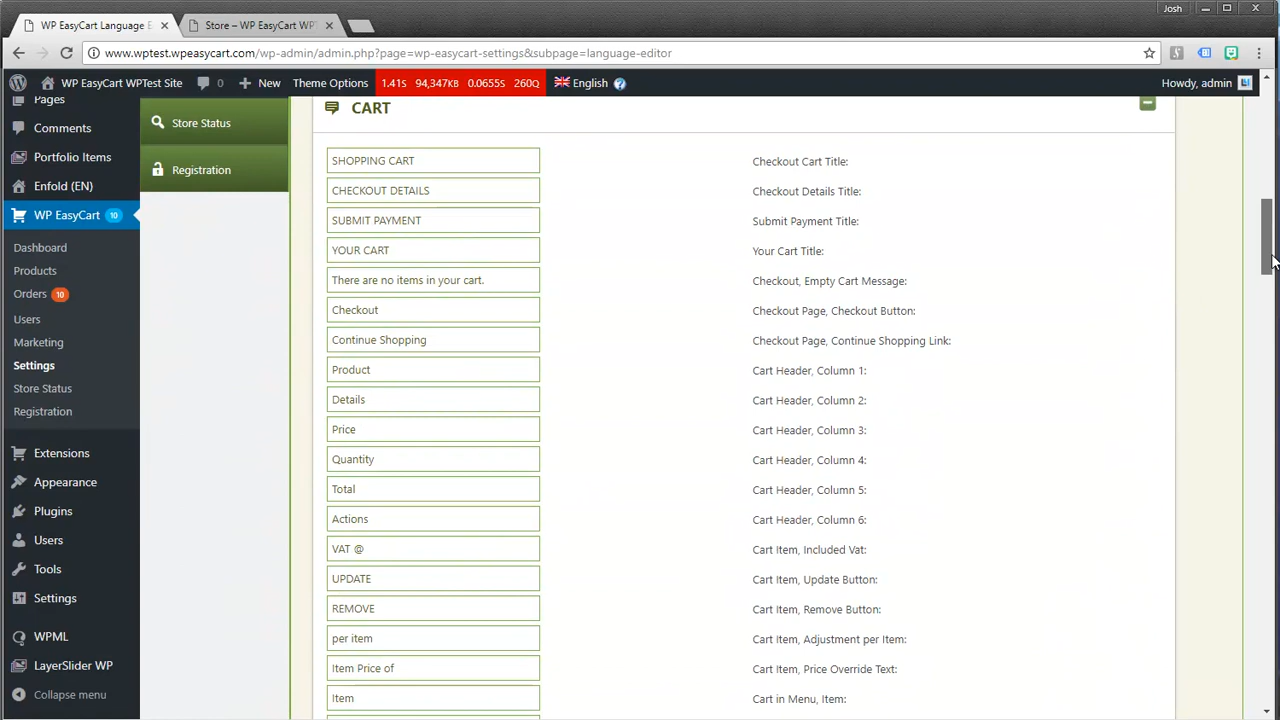 Josh
WP EasyCart Language E
Store – WP EasyCart WPT
www.wptest.wpeasycart.com/wp-admin/admin.php?page=wp-easycart-settings&subpage=language-editor
WP EasyCart WPTest Site 0 New Theme Options 1.41S 94,347KB 0.0655S 260Q English Howdy, admin
Pages
Comments
Portfolio Items
Enfold (EN)
WP EasyCart 10
Dashboard
Products
Orders 10
Users
Marketing
Settings
Store Status
Registration
Extensions
Appearance
Plugins
Users
Tools
Settings
WPML
LayerSlider WP
Collapse menu
Store Status
Registration
CART
SHOPPING CART Checkout Cart Title:
CHECKOUT DETAILS Checkout Details Title:
SUBMIT PAYMENT Submit Payment Title:
YOUR CART Your Cart Title:
There are no items in your cart. Checkout, Empty Cart Message:
Checkout Checkout Page, Checkout Button:
Continue Shopping Checkout Page, Continue Shopping Link:
Product Cart Header, Column 1:
Details Cart Header, Column 2:
Price Cart Header, Column 3:
Quantity Cart Header, Column 4:
Total Cart Header, Column 5:
Actions Cart Header, Column 6:
VAT @ Cart Item, Included Vat:
UPDATE Cart Item, Update Button:
REMOVE Cart Item, Remove Button:
per item Cart Item, Adjustment per Item:
Item Price of Cart Item, Price Override Text:
Item Cart in Menu, Item: